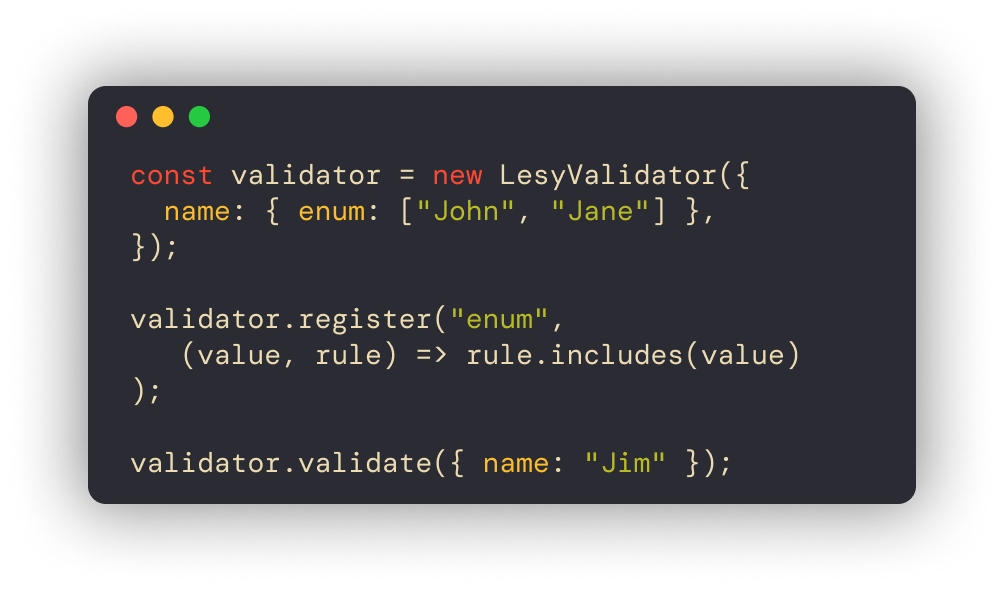 const validator = new LesyValidator({
  name: { enum: ["John", "Jane"] },
});

validator.register("enum",
   (value, rule) => rule.includes(value)
);

validator.validate({ name: "Jim" });